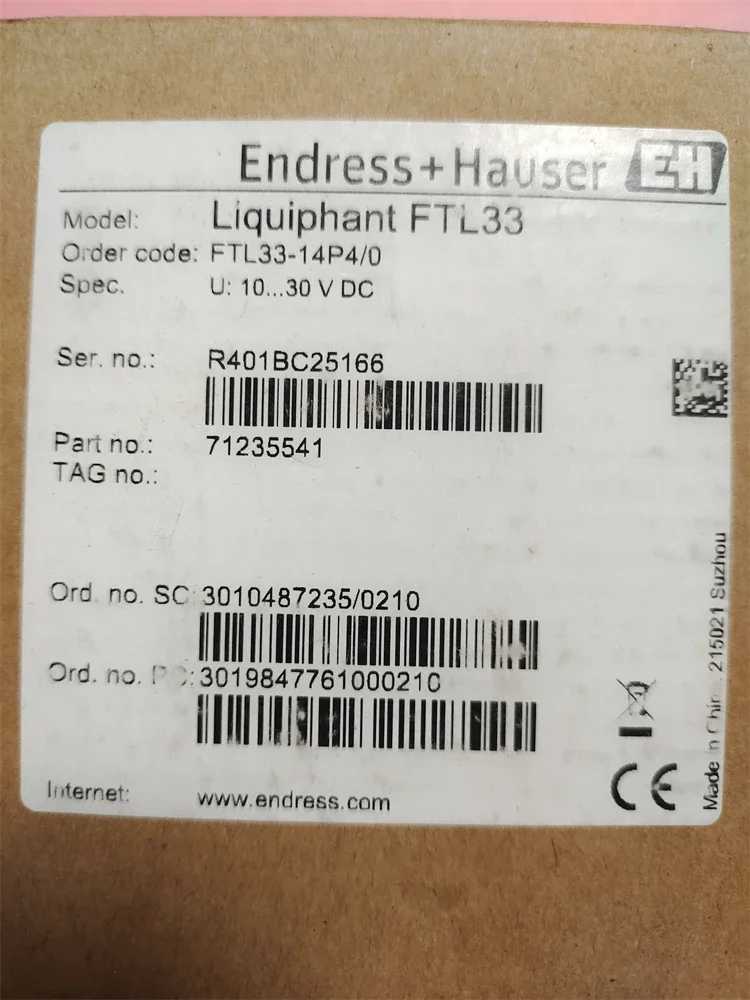 Endress+Hauser EH
Model: Liquiphant FTL33
Order code: FTL33-14P4/0
Spec. U: 10...30 V DC
Ser. no.: R401BC25166
Part no.: 71235541
TAG no.:
Ord. no. SC 3010487235/0210
Ord. no. 3019847761000210
Internet: www.endress.com
CE
Made in China, 215021 Suzhou